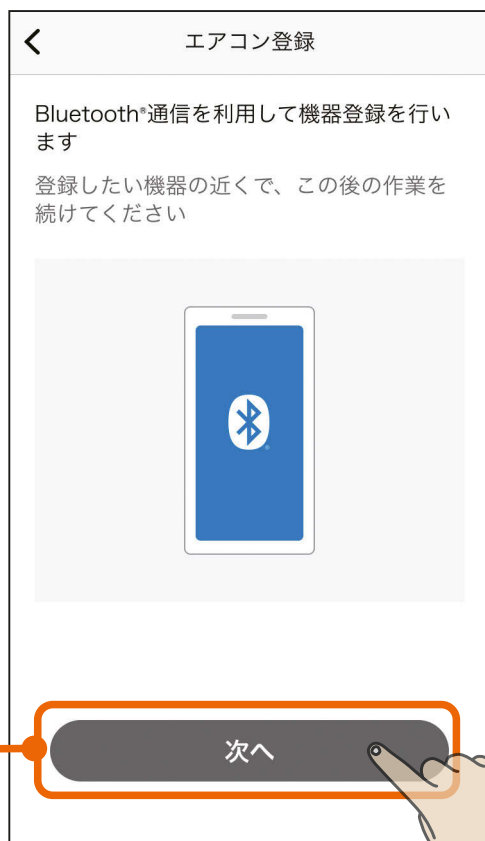 エアコン登録
Bluetooth®通信を利用して機器登録を行い
ます
登録したい機器の近くで、この後の作業を
続けてください
次へ